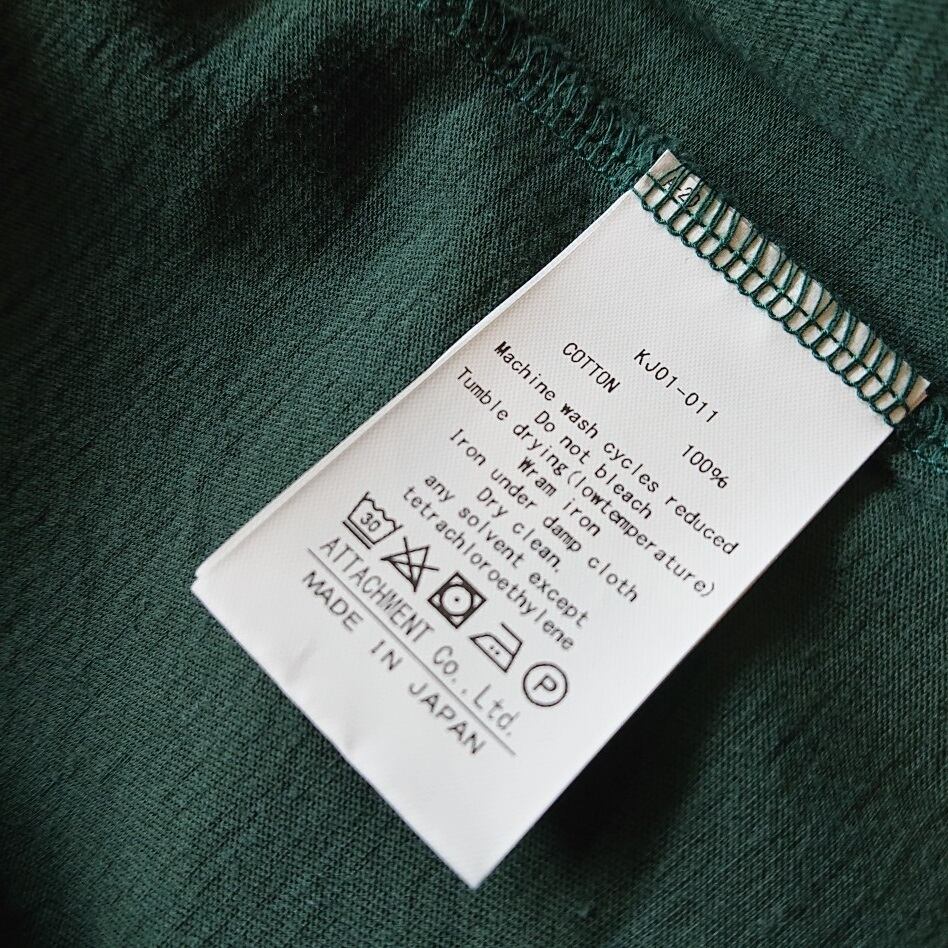 KJ01-011
COTTON 100%
Machine wash cycles reduced
Do not bleach
Tumble drying(lowtemperature)
Wram iron
Iron under damp cloth
Dry clean.
any solvent except
tetrachloroethylene
30
P
ATTACHMENT Co.,Ltd.
MADE IN JAPAN